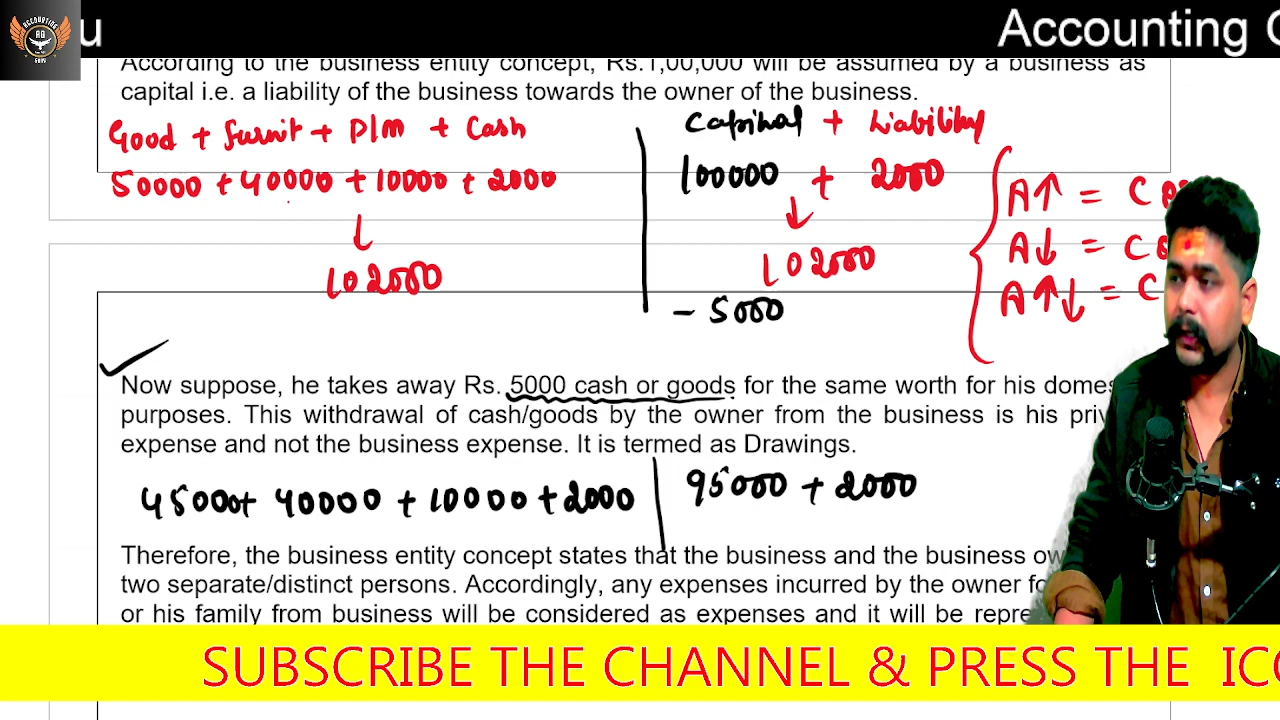 u
Accounting
ACCOUNTING
According to the business entity concept, Rs.1,00,000 will be assumed by a business as
capital i.e. a liability of the business towards the owner of the business.
Good + Furnit + P/M + Cash
50000 + 40000 + 10000 + 2000
102000
Capital + Liability
100000 + 2000
102000
- 5000
A↑ = C
A↓ = C
A↑↓ = C
Now suppose, he takes away Rs. 5000 cash or goods for the same worth for his domes
purposes. This withdrawal of cash/goods by the owner from the business is his priv
expense and not the business expense. It is termed as Drawings.
45000+ 40000 + 10000 + 2000
95000 + 2000
Therefore, the business entity concept states that the business and the business ow
two separate/distinct persons. Accordingly, any expenses incurred by the owner fo
or his family from business will be considered as expenses and it will be repre
SUBSCRIBE THE CHANNEL & PRESS THE ICO